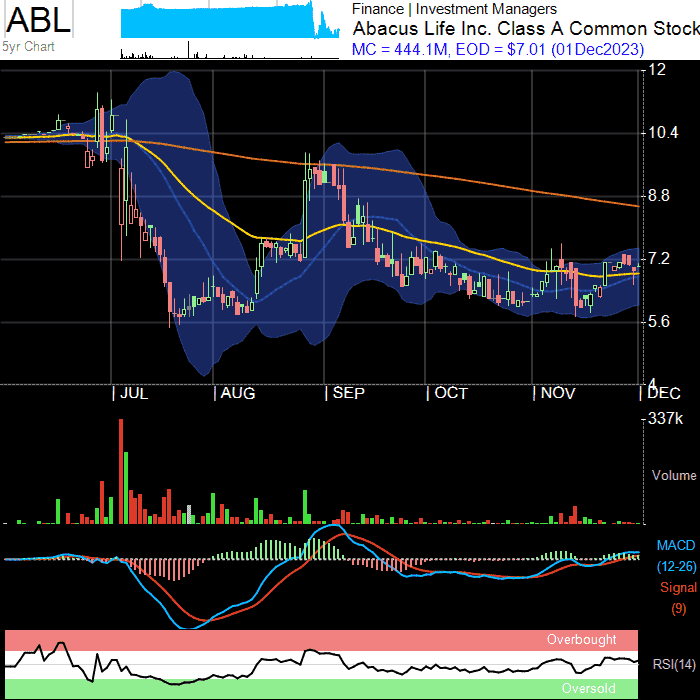 ABL
5yr Chart
Finance | Investment Managers
Abacus Life Inc. Class A Common Stock
MC = 444.1M, EOD = $7.01 (01Dec2023)
12
10.4
8.8
7.2
5.6
4
| JUL | AUG | SEP | OCT | NOV | DEC
337k
Volume
MACD
(12-26)
Signal
(9)
Overbought
RSI(14)
Oversold